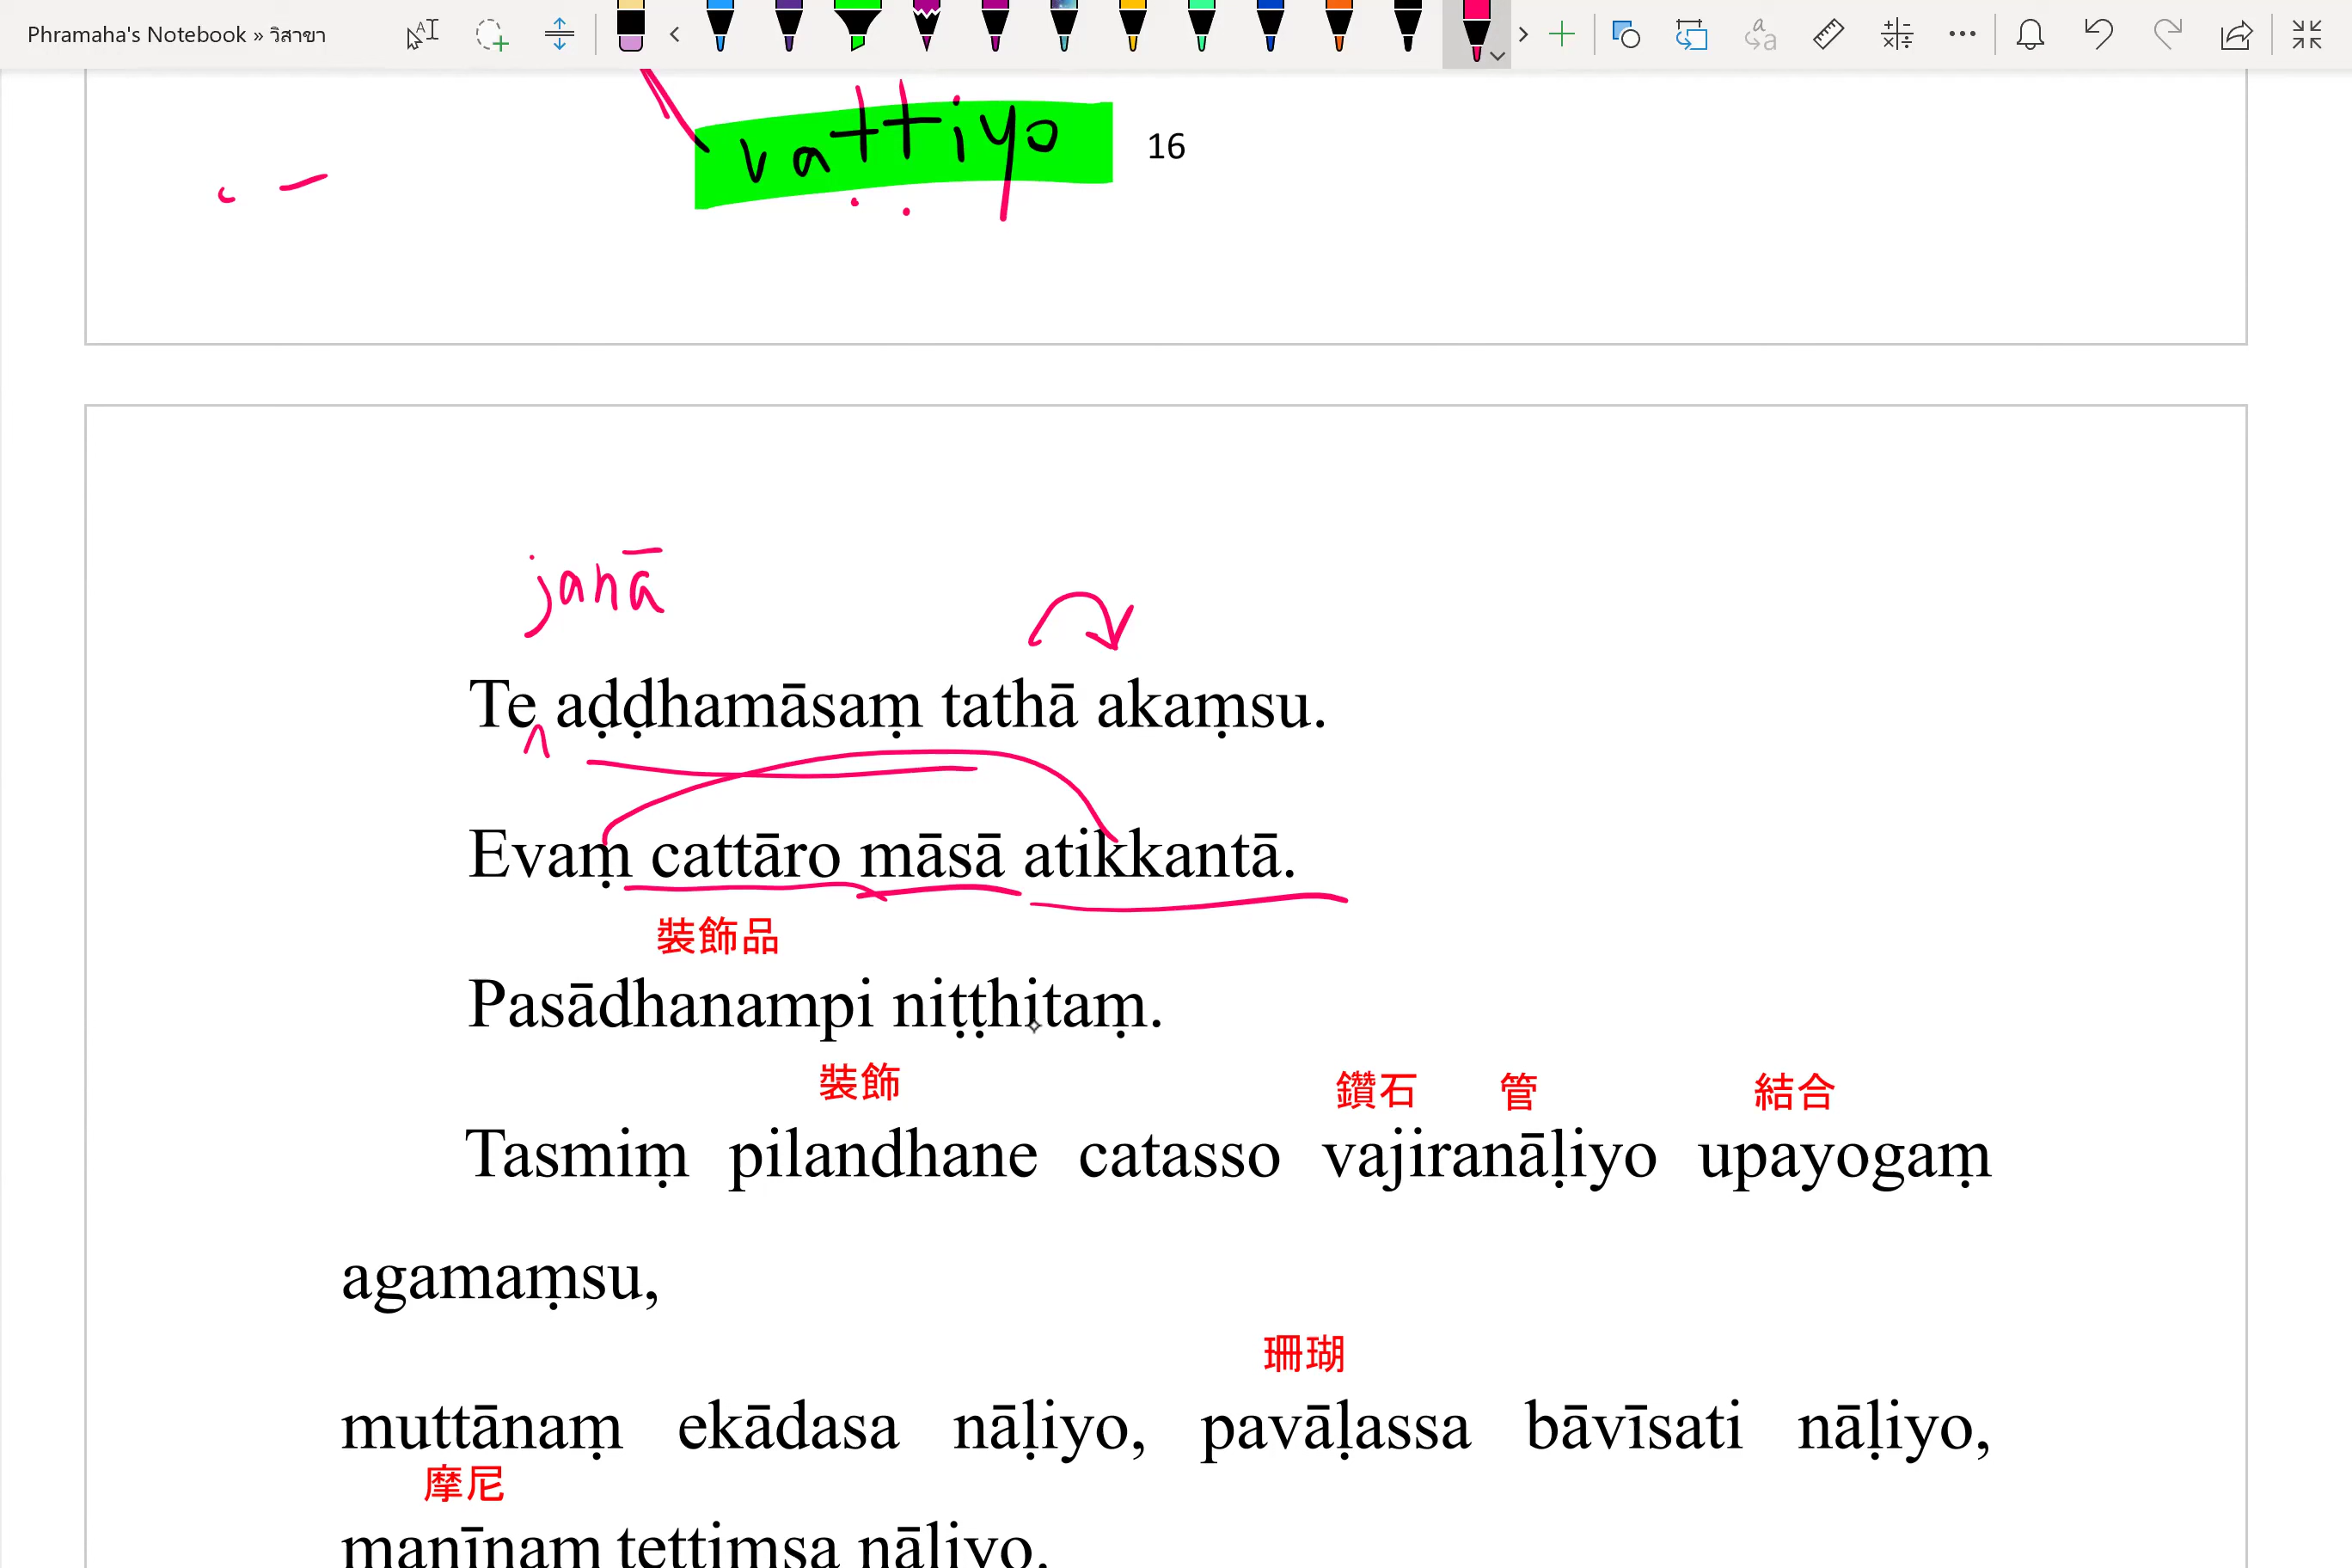 Phramaha's Notebook » วิสาขา
vattiyo
16
janā
Te aḍḍhamāsaṃ tathā akaṃsu.
Evaṃ cattāro māsā atikkantā.
装飾品
Pasādhanampi niṭṭhitaṃ.
裝飾 鑽石 管 結合
Tasmiṃ pilandhane catasso vajiranāḷiyo upayogaṃ
agamaṃsu,
珊瑚
muttānaṃ ekādasa nāḷiyo, pavāḷassa bāvīsati nāḷiyo,
摩尼
maṇīnaṃ tettiṃsa nāḷiyo.